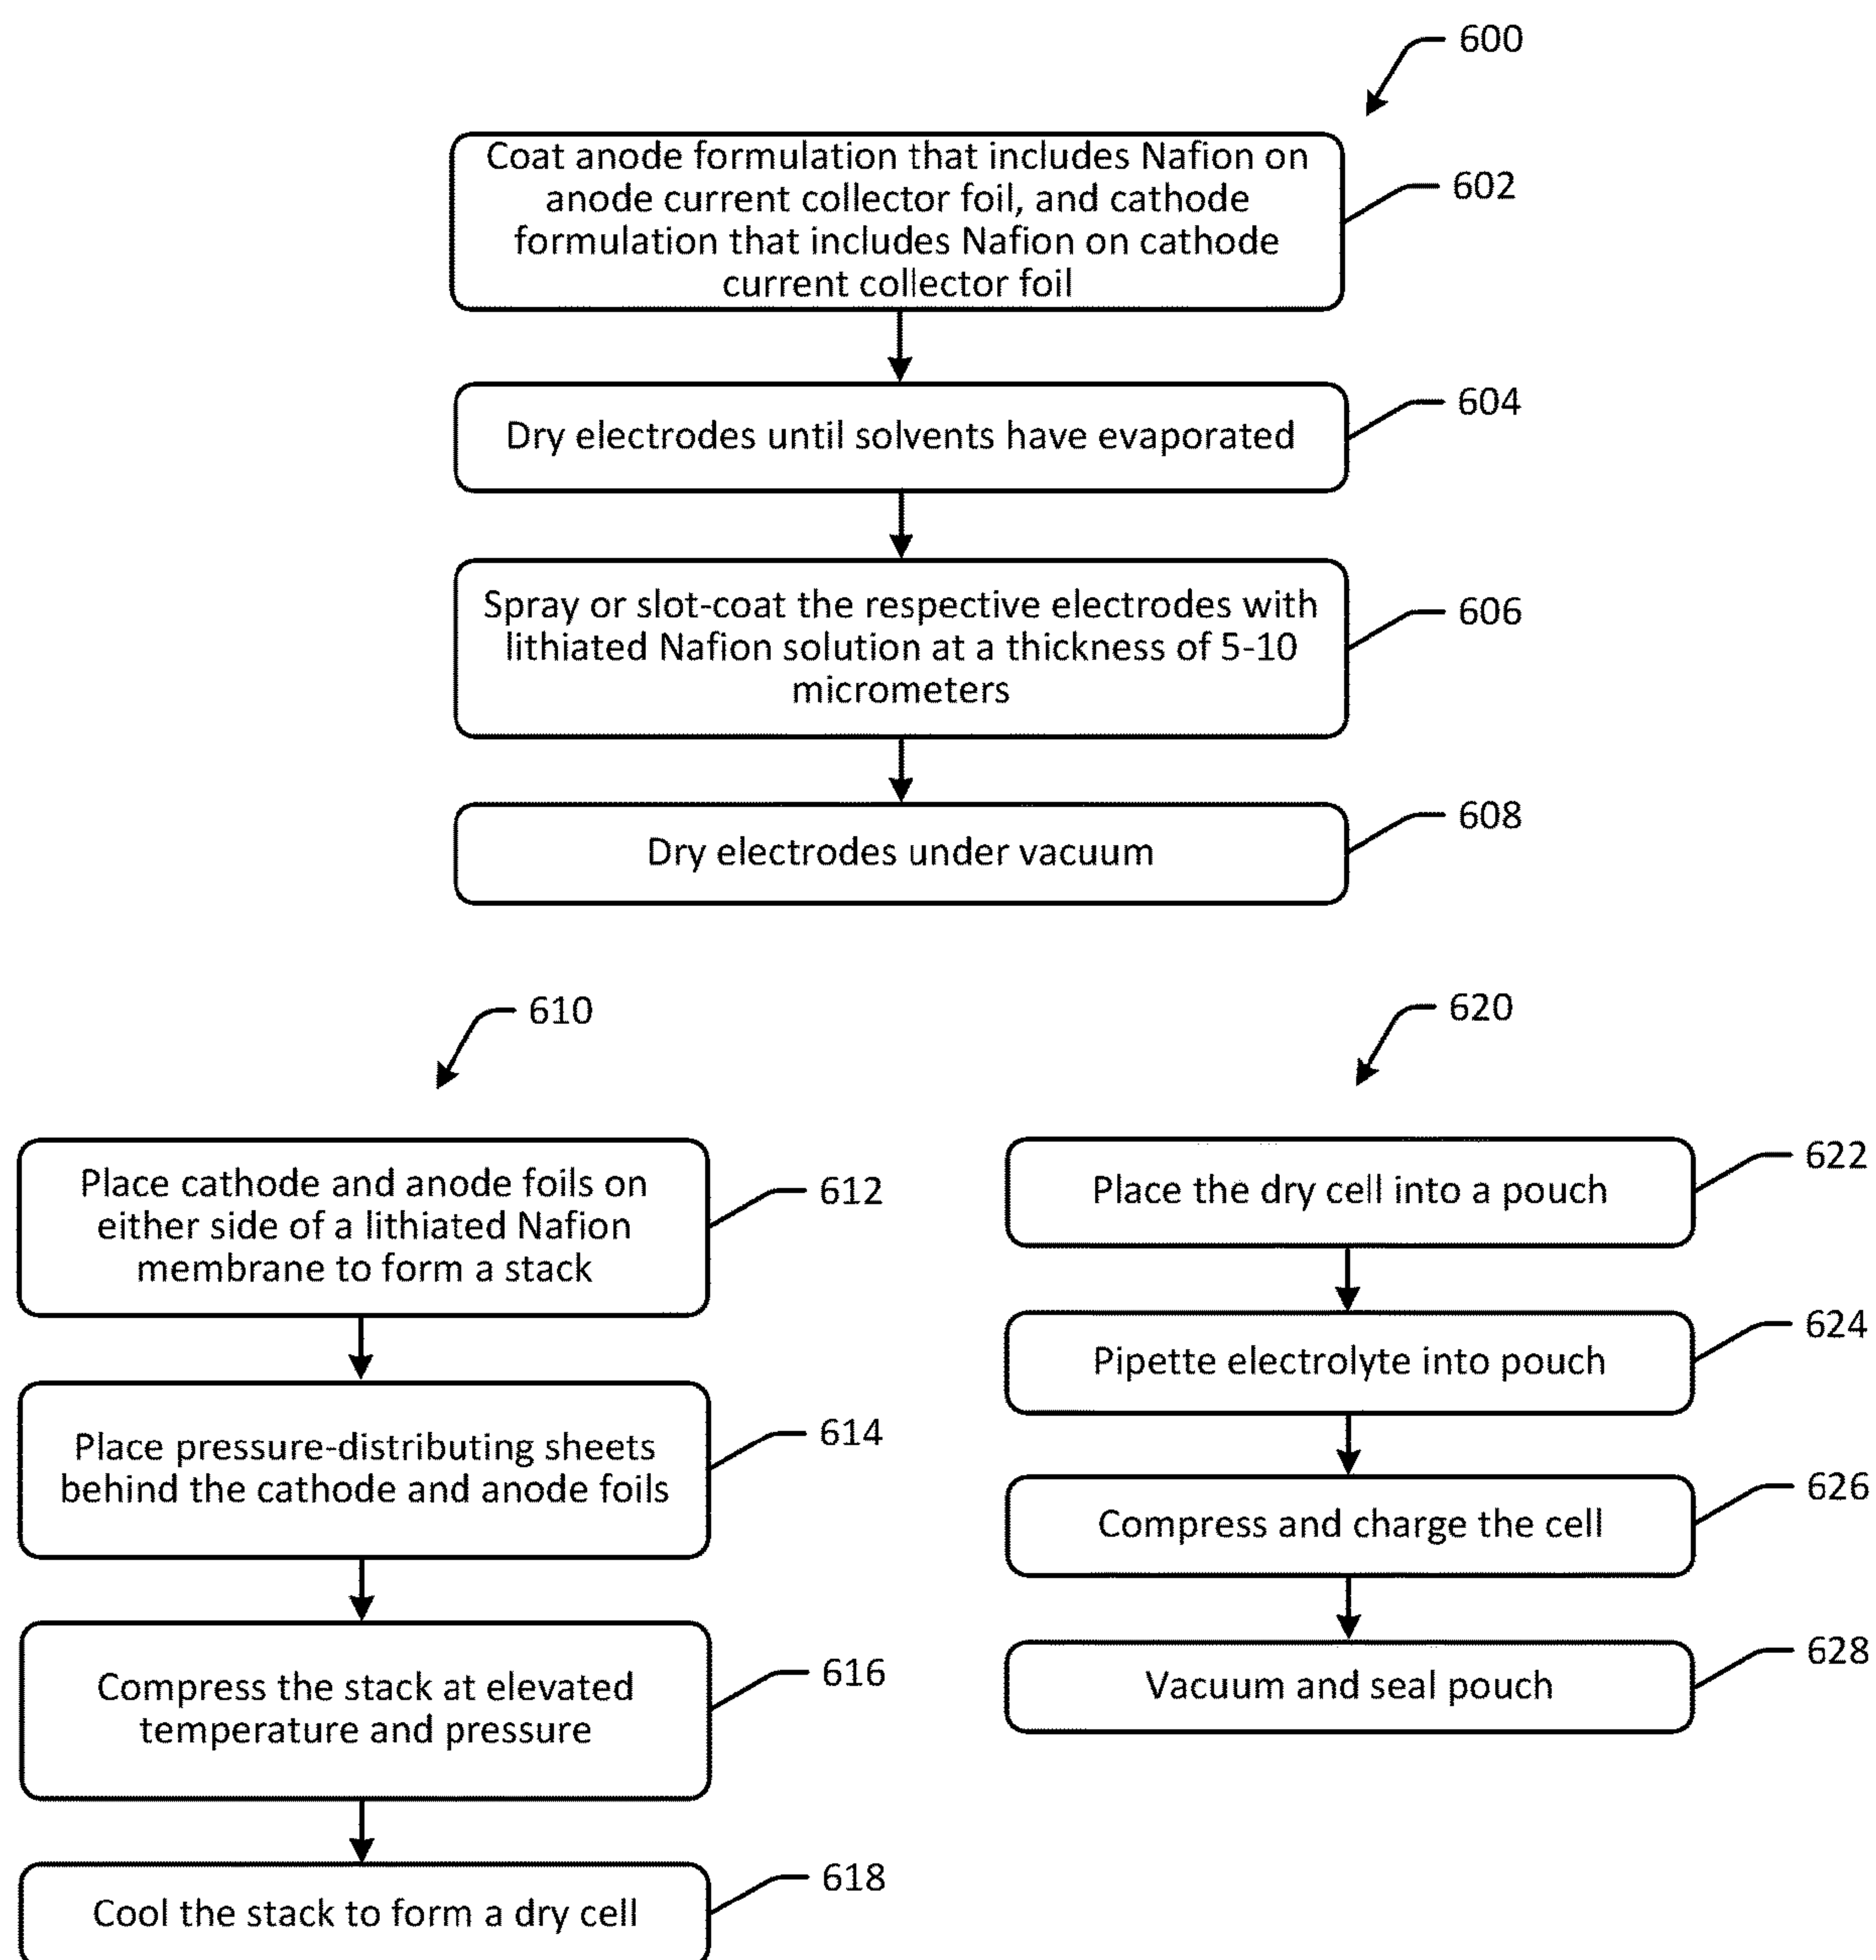 600
Coat anode formulation that includes Nafion on
anode current collector foil, and cathode
formulation that includes Nafion on cathode
current collector foil
602
Dry electrodes until solvents have evaporated
604
Spray or slot-coat the respective electrodes with
lithiated Nafion solution at a thickness of 5-10
micrometers
606
Dry electrodes under vacuum
608
610
Place cathode and anode foils on
either side of a lithiated Nafion
membrane to form a stack
612
Place pressure-distributing sheets
behind the cathode and anode foils
614
Compress the stack at elevated
temperature and pressure
616
Cool the stack to form a dry cell
618
620
Place the dry cell into a pouch
622
Pipette electrolyte into pouch
624
Compress and charge the cell
626
Vacuum and seal pouch
628